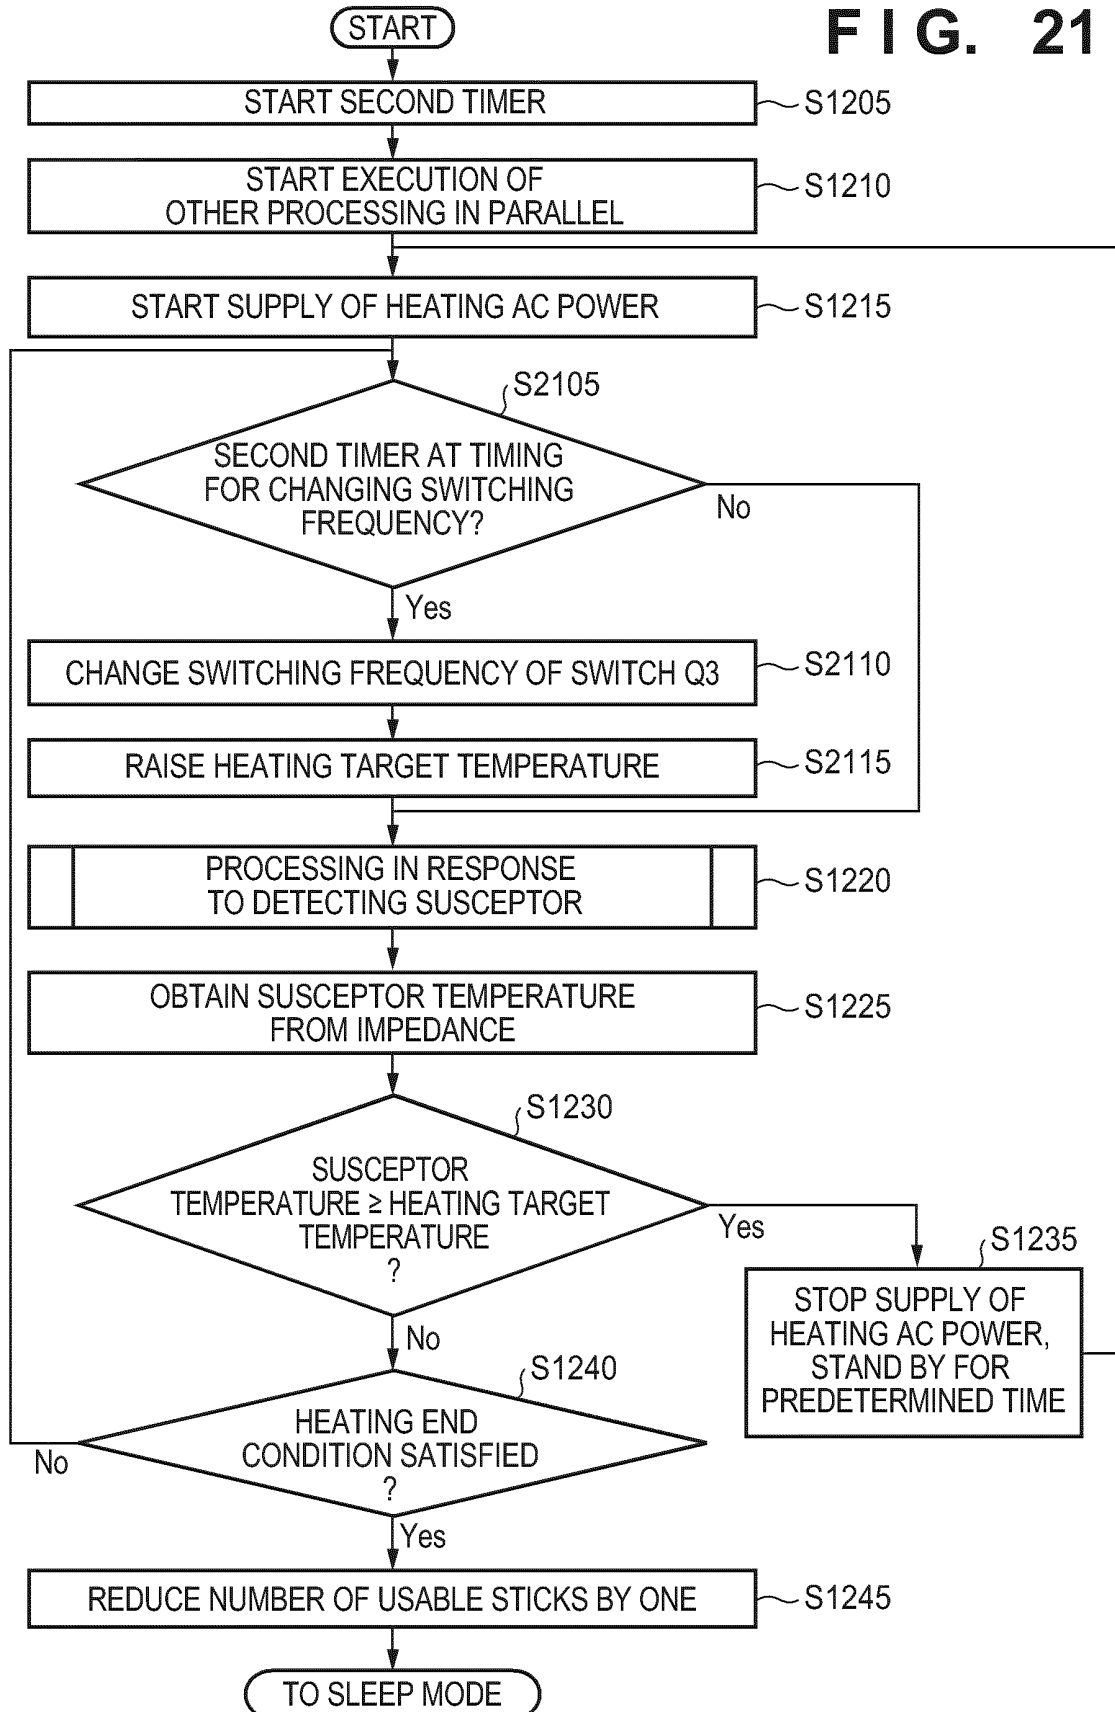 FIG. 21
START
START SECOND TIMER
S1205
START EXECUTION OF
OTHER PROCESSING IN PARALLEL
S1210
START SUPPLY OF HEATING AC POWER
S1215
S2105
SECOND TIMER AT TIMING
FOR CHANGING SWITCHING
FREQUENCY?
No
Yes
CHANGE SWITCHING FREQUENCY OF SWITCH Q3
S2110
RAISE HEATING TARGET TEMPERATURE
S2115
PROCESSING IN RESPONSE
TO DETECTING SUSCEPTOR
S1220
OBTAIN SUSCEPTOR TEMPERATURE
FROM IMPEDANCE
S1225
S1230
SUSCEPTOR
TEMPERATURE ≥ HEATING TARGET
TEMPERATURE
?
Yes
S1235
STOP SUPPLY OF
HEATING AC POWER,
STAND BY FOR
PREDETERMINED TIME
No
S1240
HEATING END
CONDITION SATISFIED
?
No
Yes
REDUCE NUMBER OF USABLE STICKS BY ONE
S1245
TO SLEEP MODE